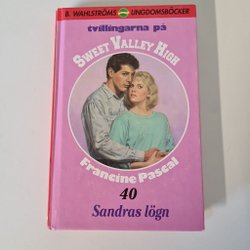 B. WAHLSTRÖMS UNGDOMSBÖCKER
tvillingarna på
SWEET VALLEY HIGH
Francine Pascal
40
Sandras lögn